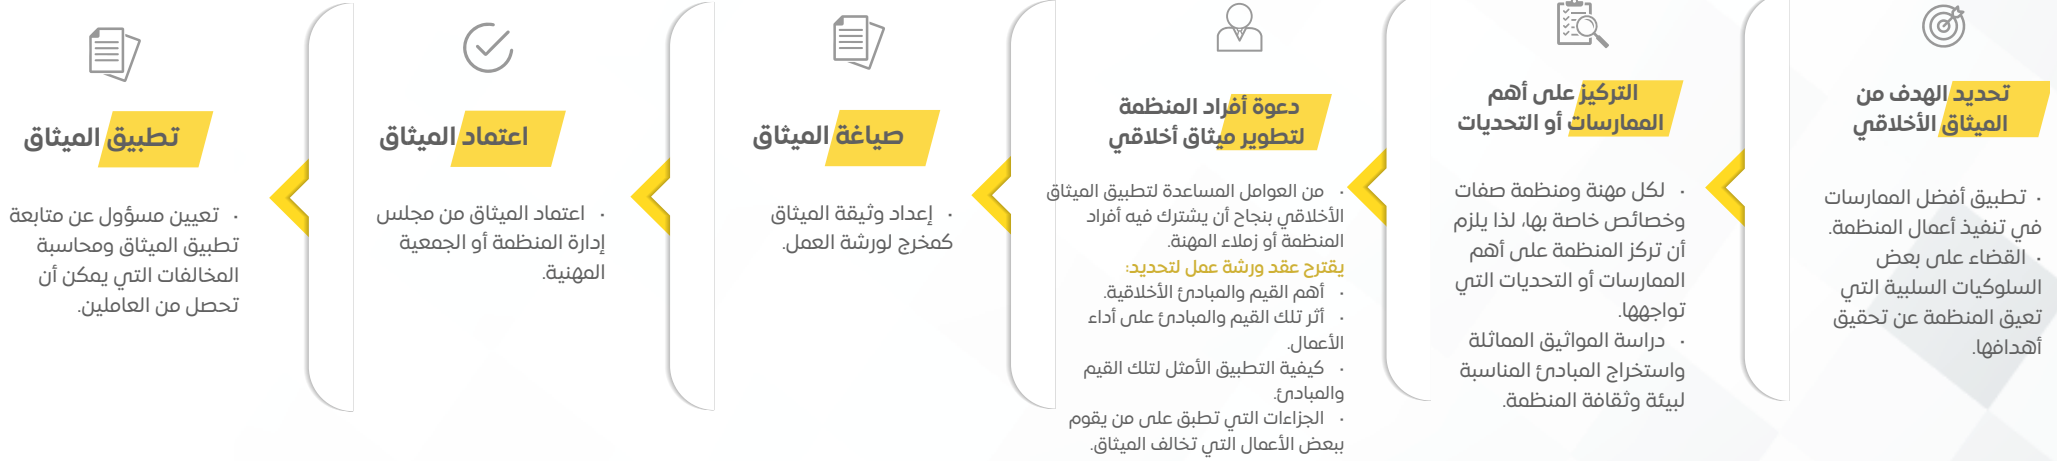 تحديد الهدف من
الميثاق الأخلاقي
· تطبيق أفضل الممارسات
في تنفيذ أعمال المنظمة.
· القضاء على بعض
السلوكيات السلبية التي
تعيق المنظمة عن تحقيق
أهدافها.
التركيز على أهم
الممارسات أو التحديات
· لكل مهنة ومنظمة صفات
وخصائص خاصة بها، لذا يلزم
أن تركز المنظمة على أهم
الممارسات أو التحديات التي
تواجهها.
· دراسة المواثيق المماثلة
واستخراج المبادئ المناسبة
لبيئة وثقافة المنظمة.
دعوة أفراد المنظمة
لتطوير ميثاق أخلاقي
· من العوامل المساعدة لتطبيق الميثاق
الأخلاقي بنجاح أن يشترك فيه أفراد
المنظمة أو زملاء المهنة.
يقترح عقد ورشة عمل لتحديد:
· أهم القيم والمبادئ الأخلاقية.
· أثر تلك القيم والمبادئ على أداء
الأعمال.
· كيفية التطبيق الأمثل لتلك القيم
والمبادئ.
· الجزاءات التي تطبق على من يقوم
ببعض الأعمال التي تخالف الميثاق.
صياغة الميثاق
· إعداد وثيقة الميثاق
كمخرج لورشة العمل.
اعتماد الميثاق
· اعتماد الميثاق من مجلس
إدارة المنظمة أو الجمعية
المهنية.
تطبيق الميثاق
· تعيين مسؤول عن متابعة
تطبيق الميثاق ومحاسبة
المخالفات التي يمكن أن
تحصل من العاملين.